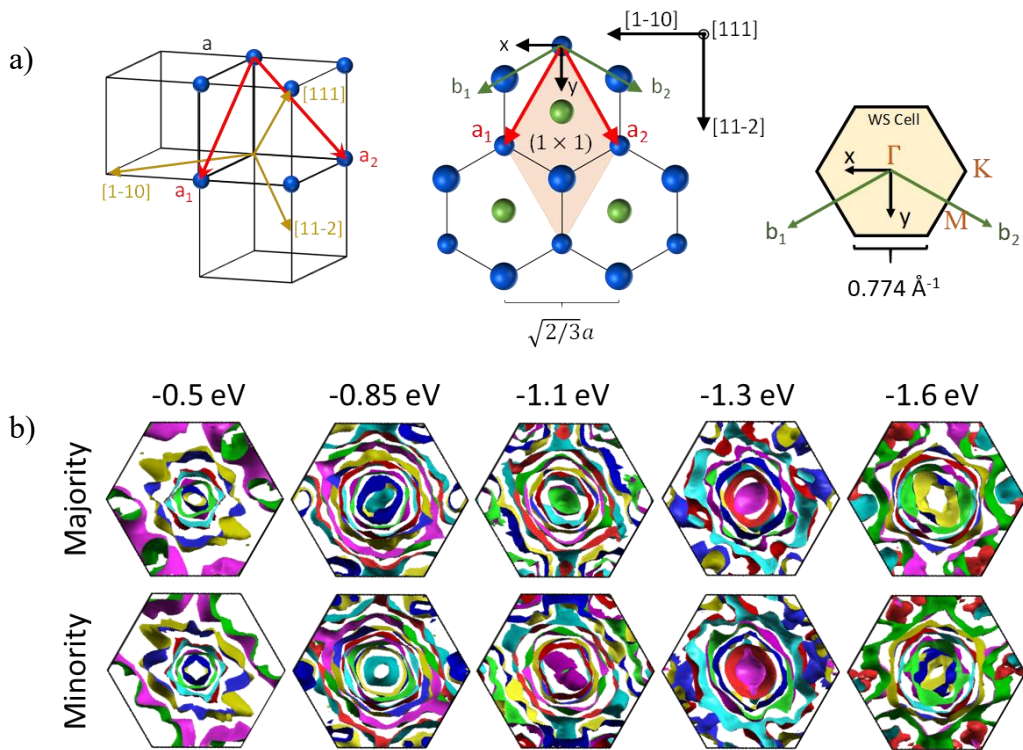 a)
a
[111]
a₂
[1-10]
a₁
[11-2]
[1-10]
[111]
x
y
b₁
b₂
a₁
(1 × 1)
a₂
[11-2]
√2/3a
WS Cell
x
Γ
K
y
M
b₁
b₂
0.774 Å⁻¹
b)
-0.5 eV -0.85 eV -1.1 eV -1.3 eV -1.6 eV
Majority
Minority